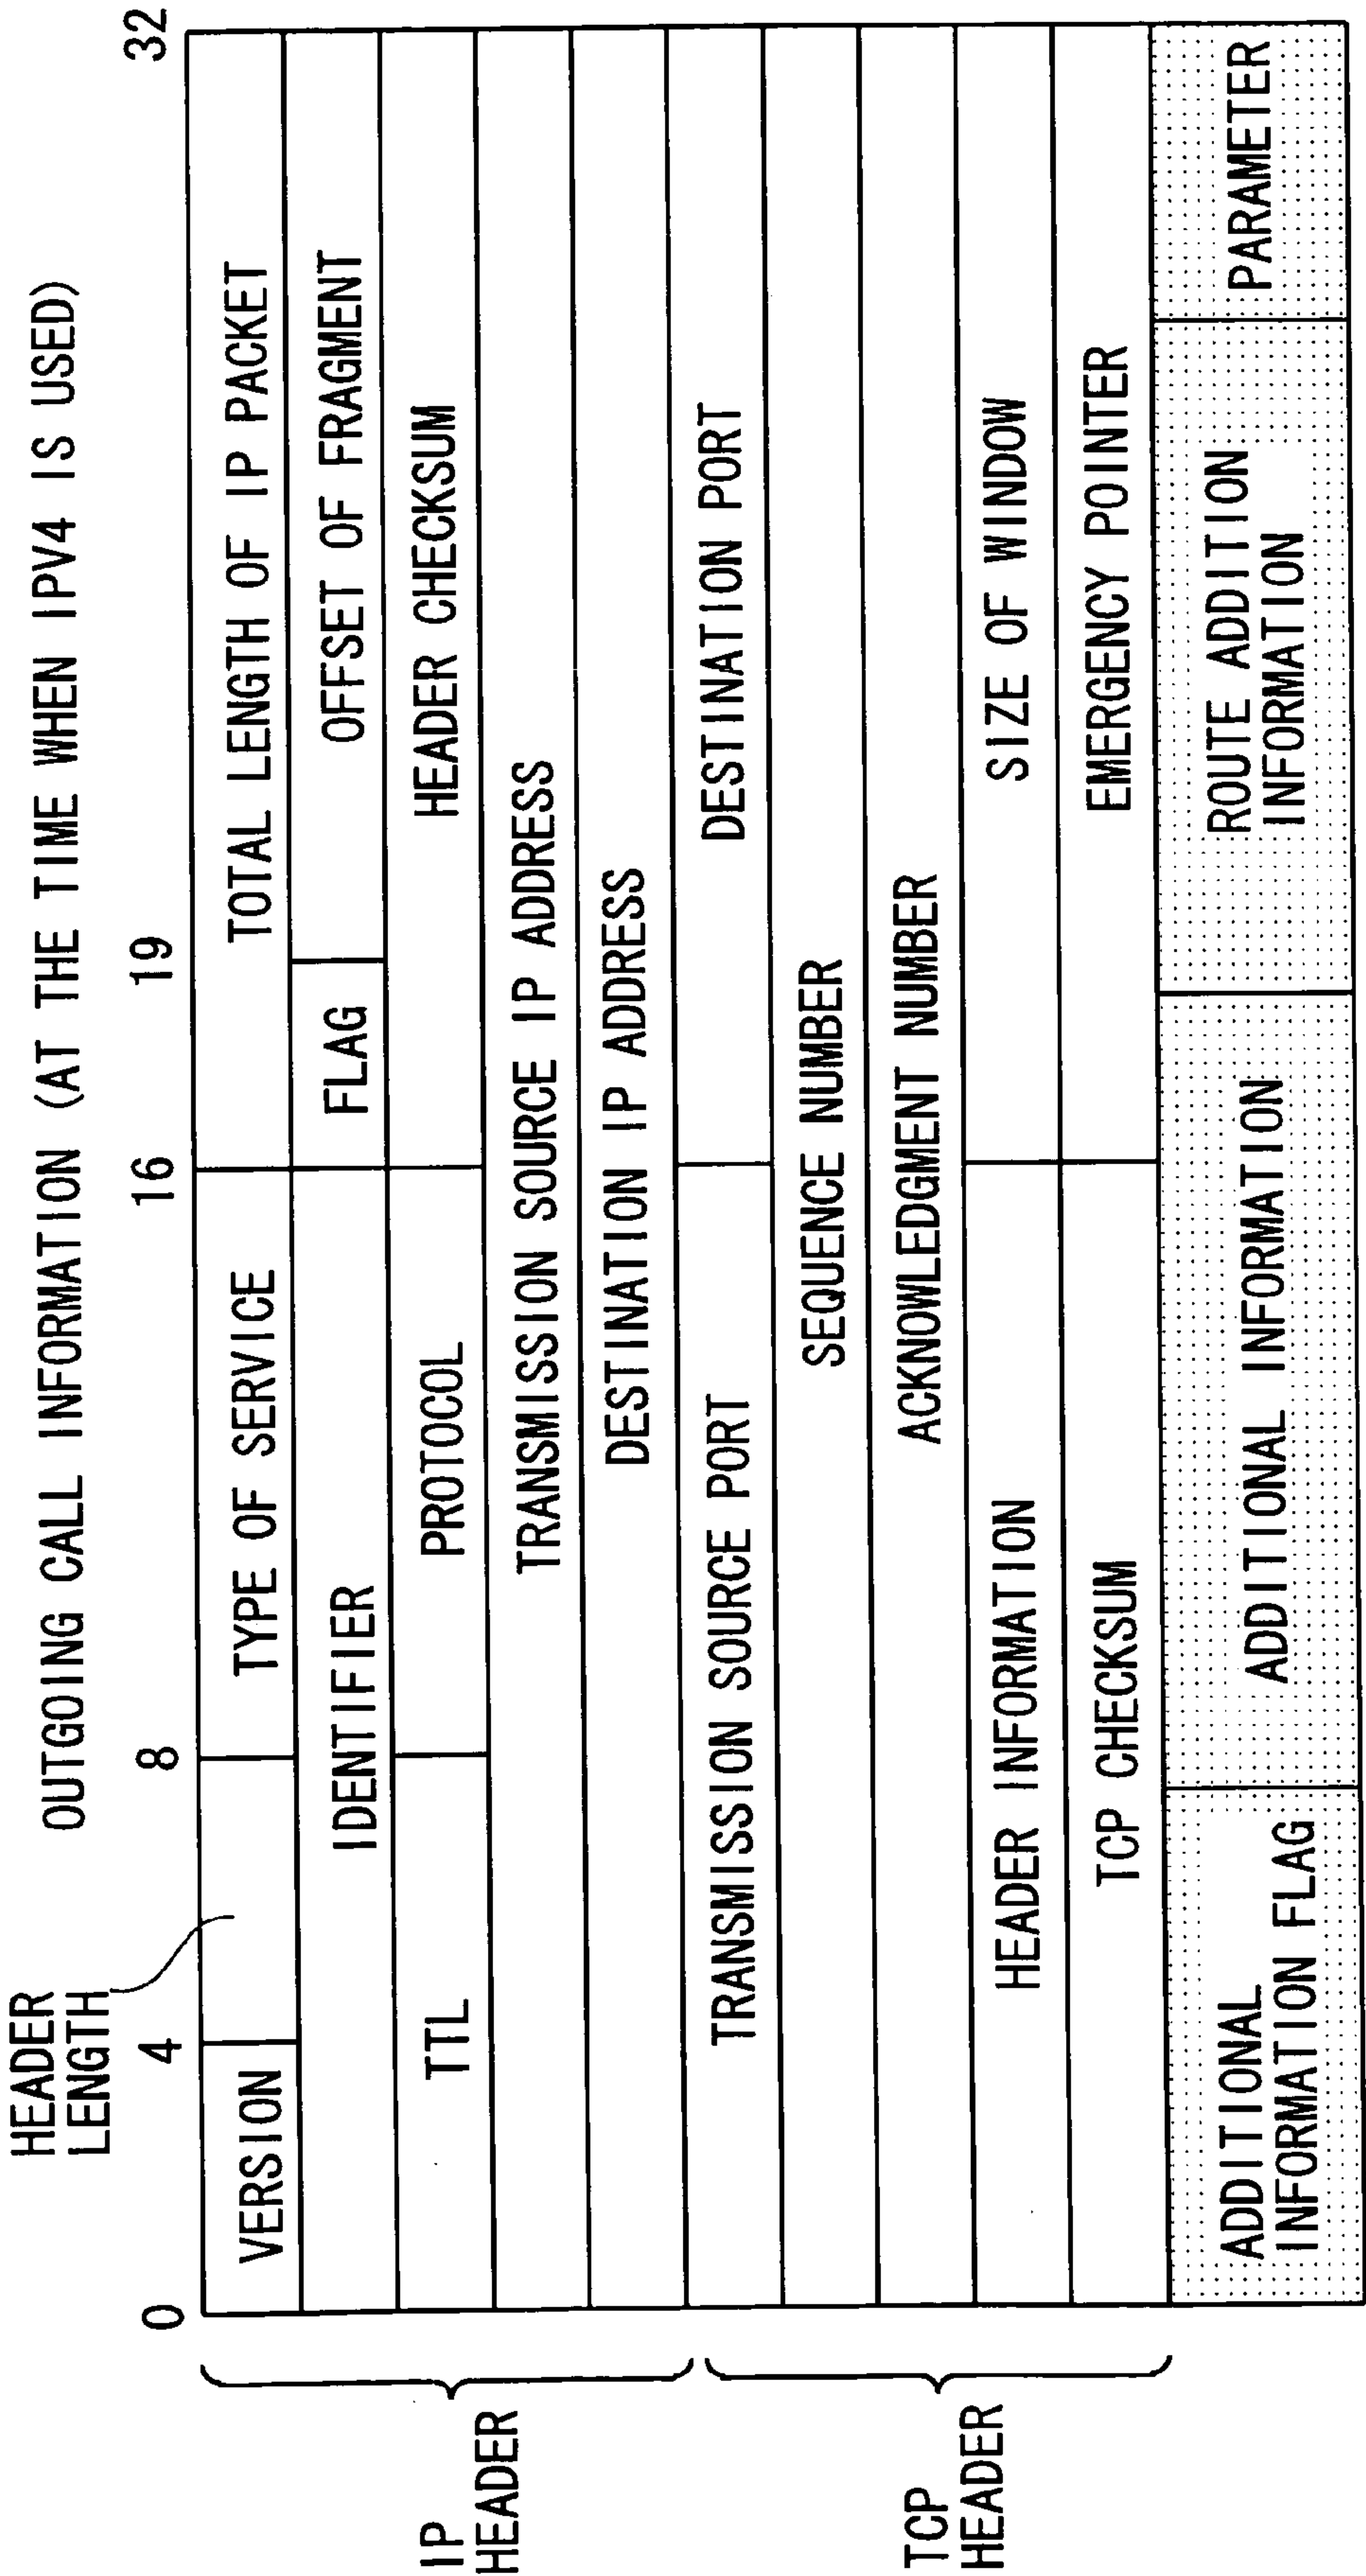 OUTGOING CALL INFORMATION (AT THE TIME WHEN IPV4 IS USED)
HEADER
LENGTH
0 4 8 16 19 32
VERSION TYPE OF SERVICE TOTAL LENGTH OF IP PACKET
IDENTIFIER FLAG OFFSET OF FRAGMENT
TTL PROTOCOL HEADER CHECKSUM
TRANSMISSION SOURCE IP ADDRESS
DESTINATION IP ADDRESS
IP
HEADER
TRANSMISSION SOURCE PORT DESTINATION PORT
SEQUENCE NUMBER
ACKNOWLEDGMENT NUMBER
HEADER INFORMATION SIZE OF WINDOW
TCP CHECKSUM EMERGENCY POINTER
TCP
HEADER
ADDITIONAL
INFORMATION FLAG
ADDITIONAL INFORMATION
ROUTE ADDITION
INFORMATION
PARAMETER